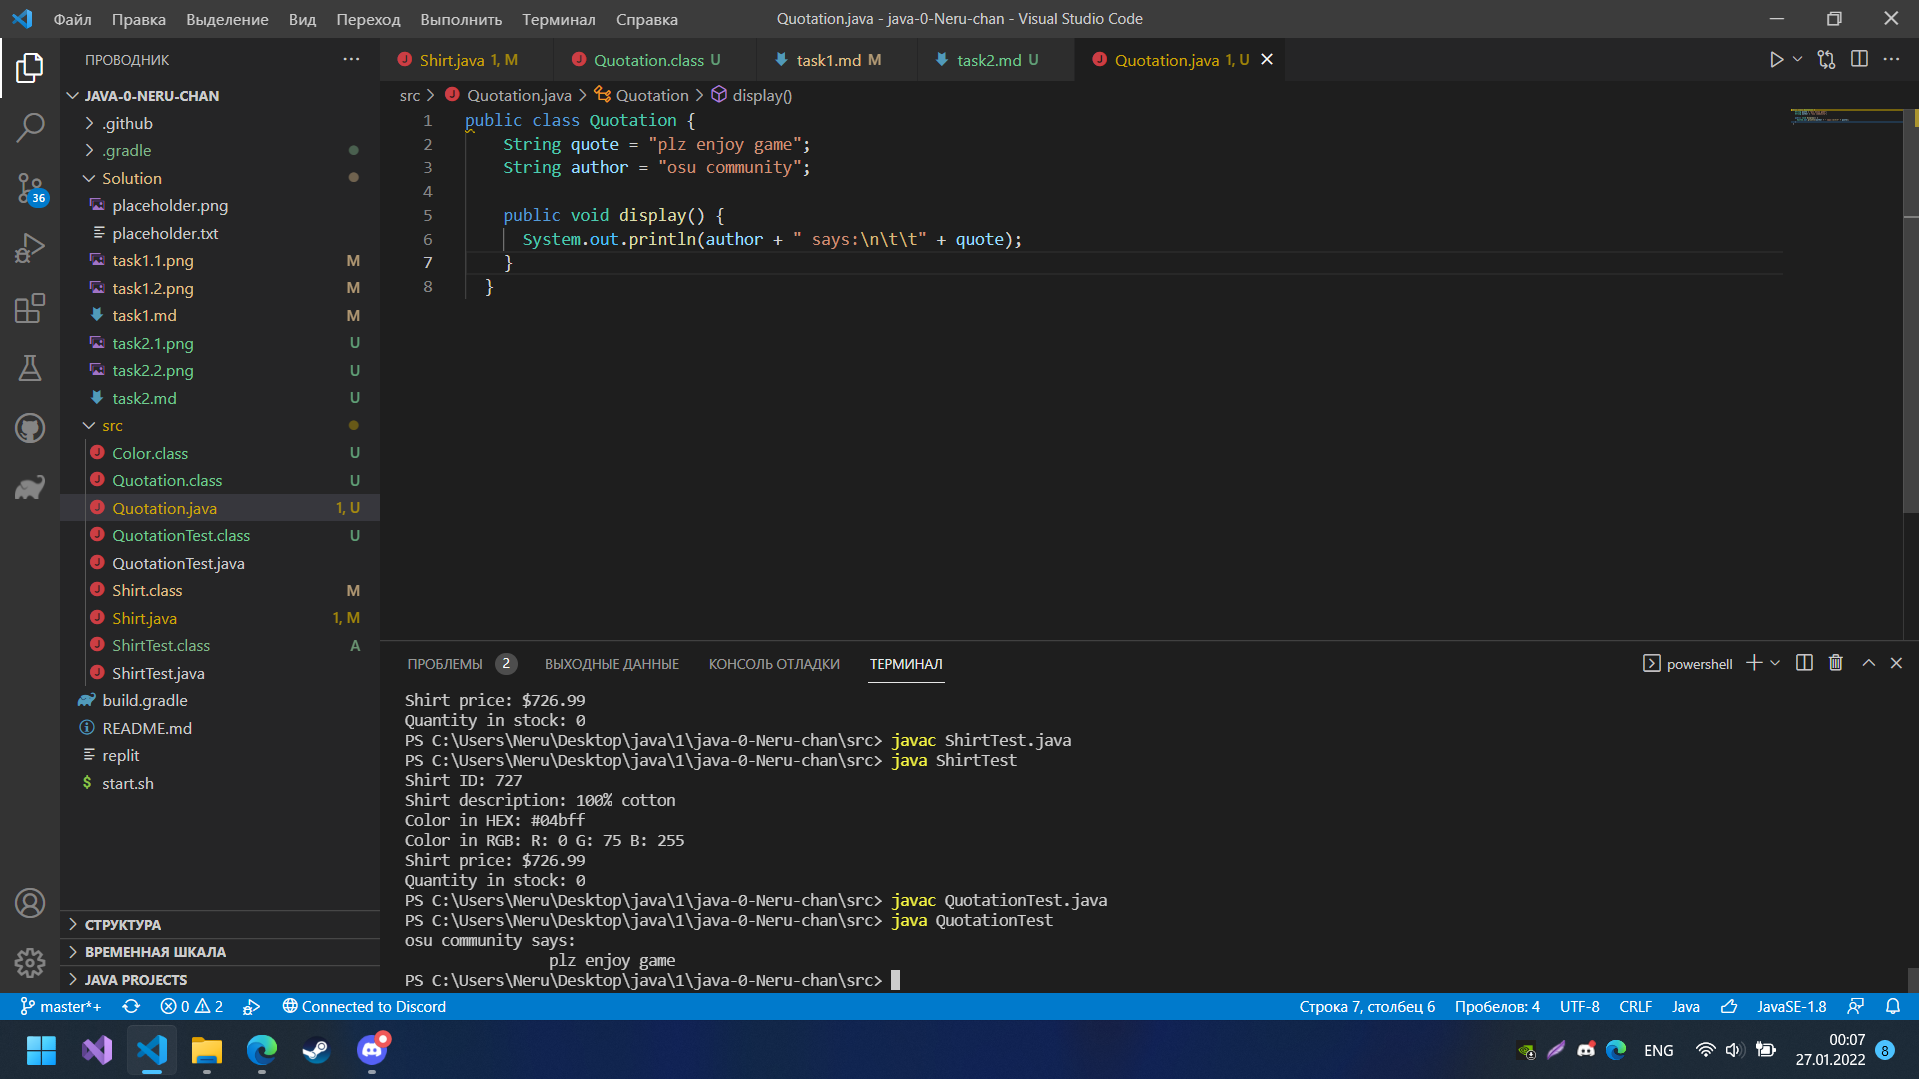 Файл Правка Выделение Вид Переход Выполнить Терминал Справка Quotation.java - java-0-Neru-chan - Visual Studio Code
ПРОВОДНИК
JAVA-0-NERU-CHAN
.github
.gradle
Solution
placeholder.png
placeholder.txt
task1.1.png M
task1.2.png M
task1.md M
task2.1.png U
task2.2.png U
task2.md U
src
Color.class U
Quotation.class U
Quotation.java 1, U
QuotationTest.class U
QuotationTest.java
Shirt.class M
Shirt.java 1, M
ShirtTest.class A
ShirtTest.java
build.gradle
README.md
replit
start.sh
36
СТРУКТУРА
ВРЕМЕННАЯ ШКАЛА
JAVA PROJECTS
Shirt.java 1, M Quotation.class U task1.md M task2.md U Quotation.java 1, U
src > Quotation.java > Quotation > display()
1 public class Quotation {
2 String quote = "plz enjoy game";
3 String author = "osu community";
4
5 public void display() {
6 System.out.println(author + " says:\n\t\t" + quote);
7 }
8 }
ПРОБЛЕМЫ 2 ВЫХОДНЫЕ ДАННЫЕ КОНСОЛЬ ОТЛАДКИ ТЕРМИНАЛ powershell
Shirt price: $726.99
Quantity in stock: 0
PS C:\Users\Neru\Desktop\java\1\java-0-Neru-chan\src> javac ShirtTest.java
PS C:\Users\Neru\Desktop\java\1\java-0-Neru-chan\src> java ShirtTest
Shirt ID: 727
Shirt description: 100% cotton
Color in HEX: #04bff
Color in RGB: R: 0 G: 75 B: 255
Shirt price: $726.99
Quantity in stock: 0
PS C:\Users\Neru\Desktop\java\1\java-0-Neru-chan\src> javac QuotationTest.java
PS C:\Users\Neru\Desktop\java\1\java-0-Neru-chan\src> java QuotationTest
osu community says:
plz enjoy game
PS C:\Users\Neru\Desktop\java\1\java-0-Neru-chan\src>
master*+ 0 2 Connected to Discord Строка 7, столбец 6 Пробелов: 4 UTF-8 CRLF Java JavaSE-1.8
ENG 00:07 8
27.01.2022